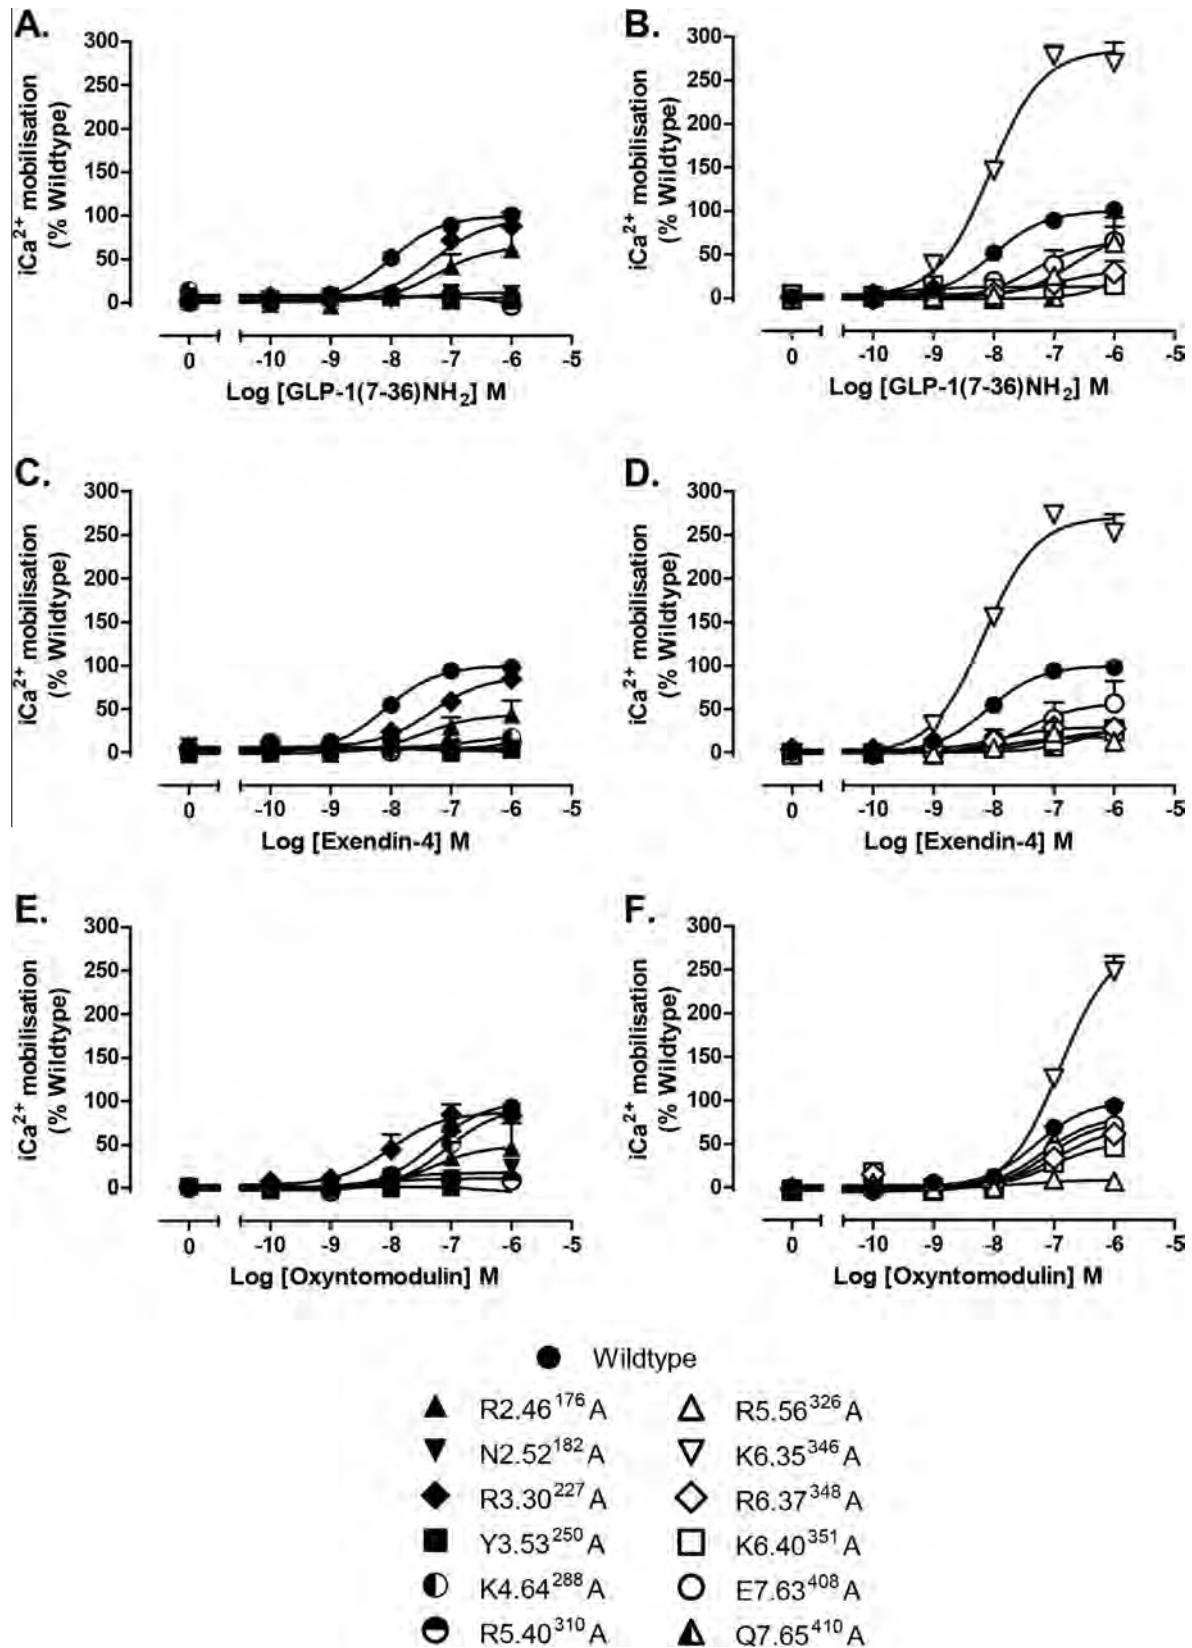 A.
iCa²⁺ mobilisation
(% Wildtype)
300
250
200
150
100
50
0
0 -10 -9 -8 -7 -6 -5
Log [GLP-1(7-36)NH₂] M
B.
iCa²⁺ mobilisation
(% Wildtype)
300
250
200
150
100
50
0
0 -10 -9 -8 -7 -6 -5
Log [GLP-1(7-36)NH₂] M
C.
iCa²⁺ mobilisation
(% Wildtype)
300
250
200
150
100
50
0
0 -10 -9 -8 -7 -6 -5
Log [Exendin-4] M
D.
iCa²⁺ mobilisation
(% Wildtype)
300
250
200
150
100
50
0
0 -10 -9 -8 -7 -6 -5
Log [Exendin-4] M
E.
iCa²⁺ mobilisation
(% Wildtype)
300
250
200
150
100
50
0
0 -10 -9 -8 -7 -6 -5
Log [Oxyntomodulin] M
F.
iCa²⁺ mobilisation
(% Wildtype)
300
250
200
150
100
50
0
0 -10 -9 -8 -7 -6 -5
Log [Oxyntomodulin] M
Wildtype
R2.46¹⁷⁶A
N2.52¹⁸²A
R3.30²²⁷A
Y3.53²⁵⁰A
K4.64²⁸⁸A
R5.40³¹⁰A
R5.56³²⁶A
K6.35³⁴⁶A
R6.37³⁴⁸A
K6.40³⁵¹A
E7.63⁴⁰⁸A
Q7.65⁴¹⁰A